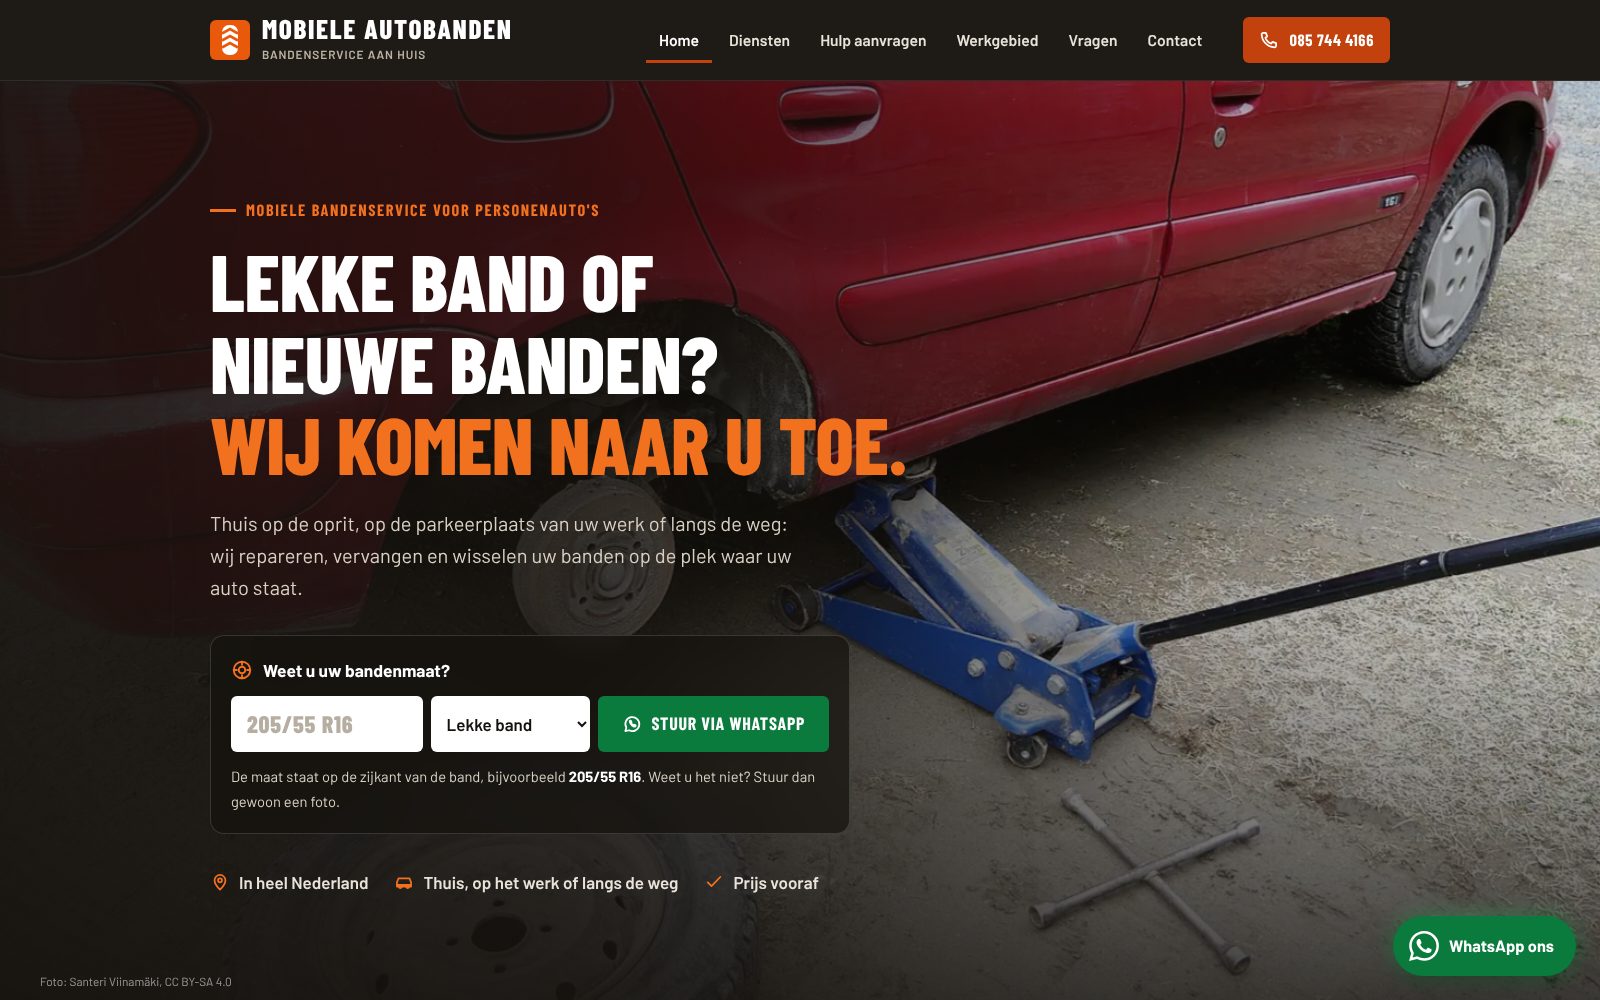 MOBIELE AUTOBANDEN
BANDENSERVICE AAN HUIS
Home
Diensten
Hulp aanvragen
Werkgebied
Vragen
Contact
085 744 4166
MOBIELE BANDENSERVICE VOOR PERSONENAUTO'S
LEKKE BAND OF
NIEUWE BANDEN?
WIJ KOMEN NAAR U TOE.
Thuis op de oprit, op de parkeerplaats van uw werk of langs de weg:
wij repareren, vervangen en wisselen uw banden op de plek waar uw
auto staat.
Weet u uw bandenmaat?
205/55 R16
Lekke band
STUUR VIA WHATSAPP
De maat staat op de zijkant van de band, bijvoorbeeld 205/55 R16. Weet u het niet? Stuur dan
gewoon een foto.
In heel Nederland
Thuis, op het werk of langs de weg
Prijs vooraf
WhatsApp ons
Foto: Santeri Viinamäki, CC BY-SA 4.0